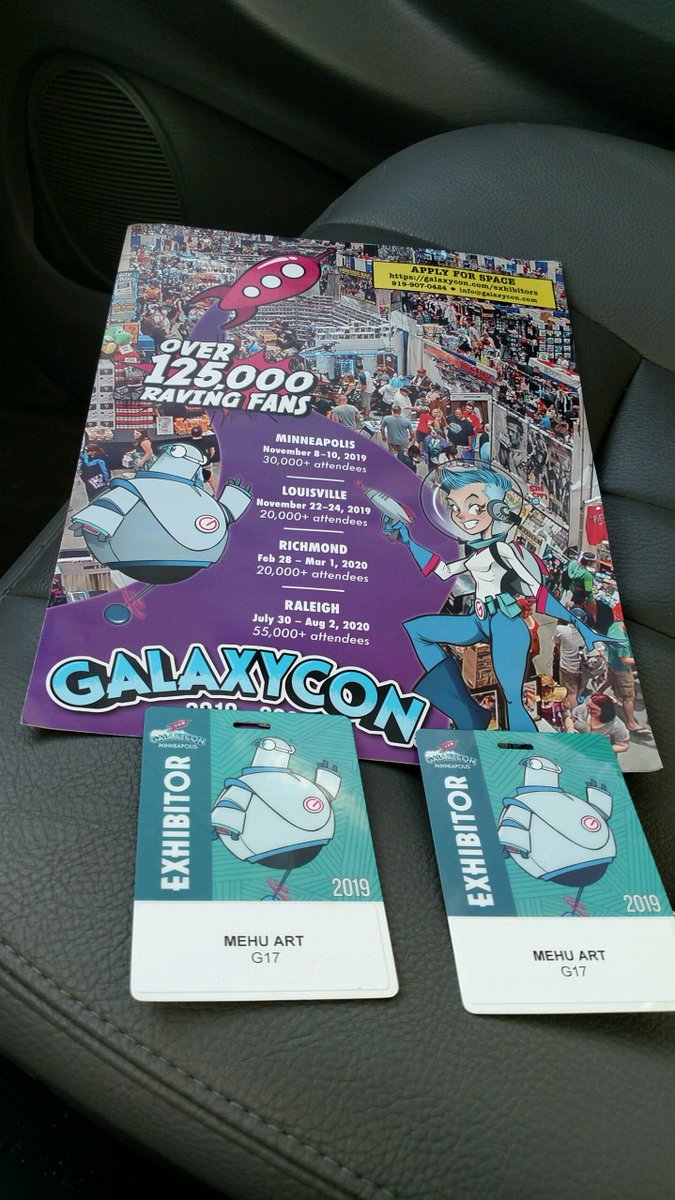 APPLY FOR SPACE
https://galaxycon.com/exhibitors
919-907-0424 • info@galaxycon.com
OVER
125,000
RAVING FANS
MINNEAPOLIS
November 8-10, 2019
30,000+ attendees
LOUISVILLE
November 22-24, 2019
20,000+ attendees
RICHMOND
Feb 28 – Mar 1, 2020
20,000+ attendees
RALEIGH
July 30 – Aug 2, 2020
55,000+ attendees
GALAXYCON
GALAXYCON
MINNEAPOLIS
EXHIBITOR
G
2019
MEHU ART
G17
GALAXYCON
MINNEAPOLIS
EXHIBITOR
G
2019
MEHU ART
G17